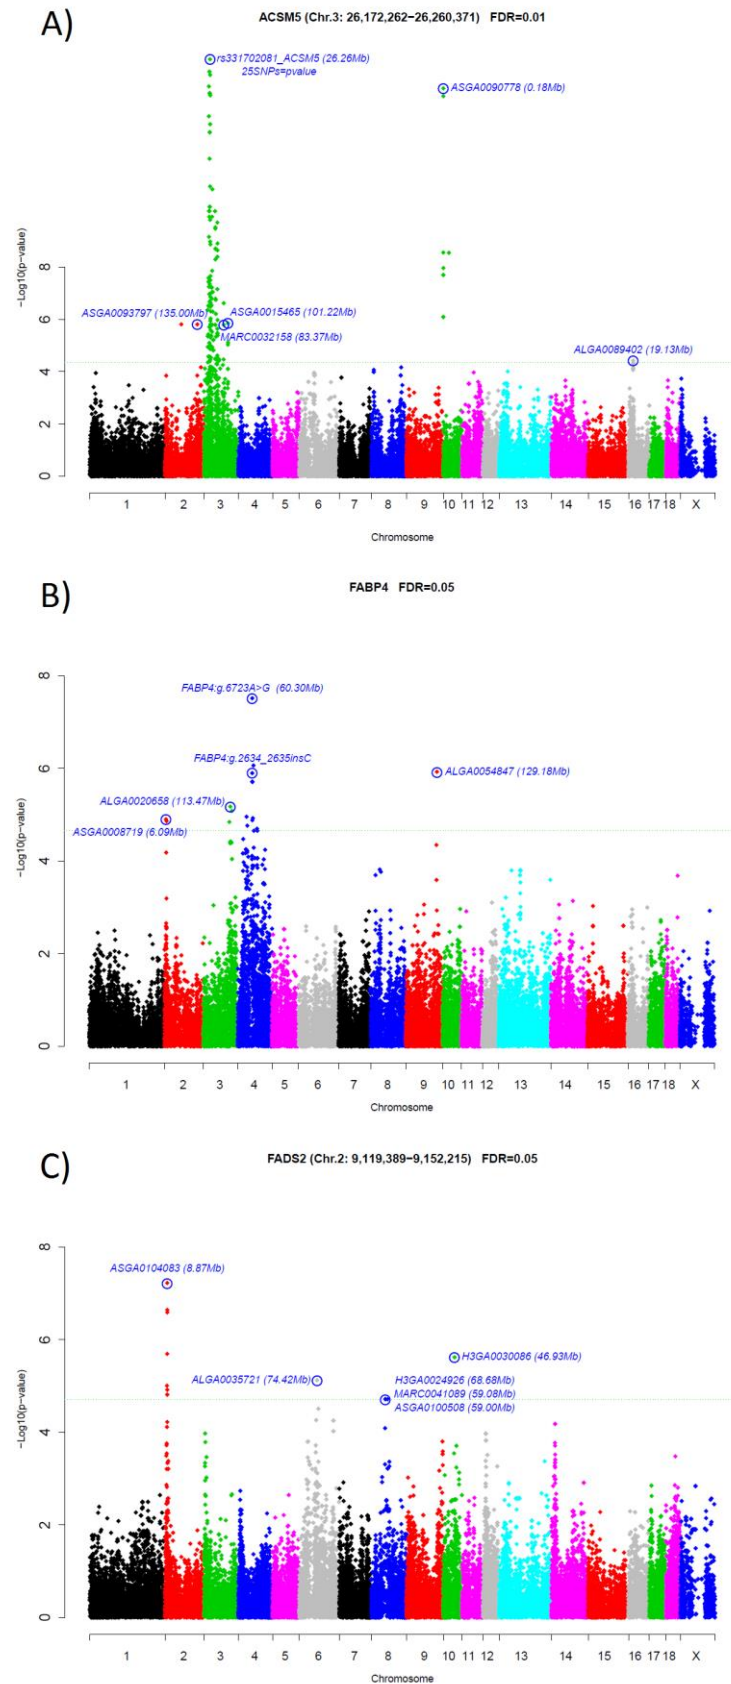 A)
ACSM5 (Chr.3: 26,172,262−26,260,371)   FDR=0.01
rs331702081_ACSM5 (26.26Mb)
25SNPs=pvalue
ASGA0090778 (0.18Mb)
−Log10(p−value)
8
ASGA0093797 (135.00Mb)
ASGA0015465 (101.22Mb)
6
MARC0032158 (83.37Mb)
ALGA0089402 (19.13Mb)
4
2
0
1 2 3 4 5 6 7 8 9 10 11 12 13 14 15 16 17 18 X
Chromosome
B)
FABP4   FDR=0.05
8
FABP4:g.6723A>G (60.30Mb)
FABP4:g.2634_2635insC
6
ALGA0054847 (129.18Mb)
ALGA0020658 (113.47Mb)
ASGA0008719 (6.09Mb)
−Log10(p−value)
4
2
0
1 2 3 4 5 6 7 8 9 10 11 12 13 14 15 16 17 18 X
Chromosome
C)
FADS2 (Chr.2: 9,119,389−9,152,215)   FDR=0.05
8
ASGA0104083 (8.87Mb)
6
H3GA0030086 (46.93Mb)
ALGA0035721 (74.42Mb)
H3GA0024926 (68.68Mb)
MARC0041089 (59.08Mb)
ASGA0100508 (59.00Mb)
−Log10(p−value)
4
2
0
1 2 3 4 5 6 7 8 9 10 11 12 13 14 15 16 17 18 X
Chromosome